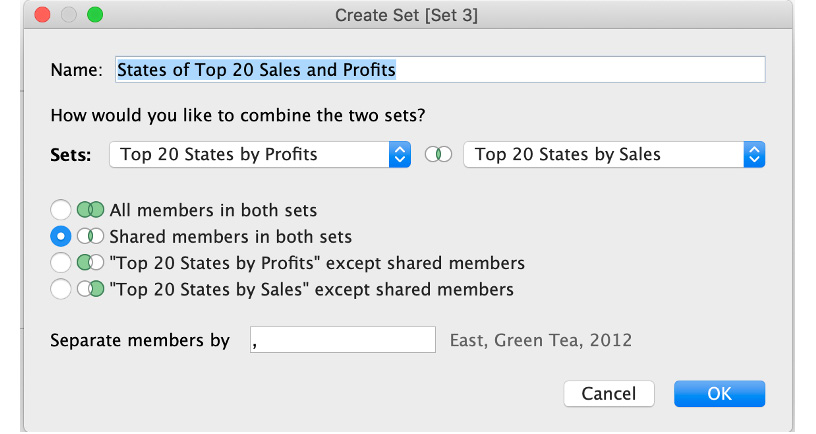 Create Set [Set 3]
Name: States of Top 20 Sales and Profits
How would you like to combine the two sets?
Sets: Top 20 States by Profits Top 20 States by Sales
All members in both sets
Shared members in both sets
"Top 20 States by Profits" except shared members
"Top 20 States by Sales" except shared members
Separate members by , East, Green Tea, 2012
Cancel OK